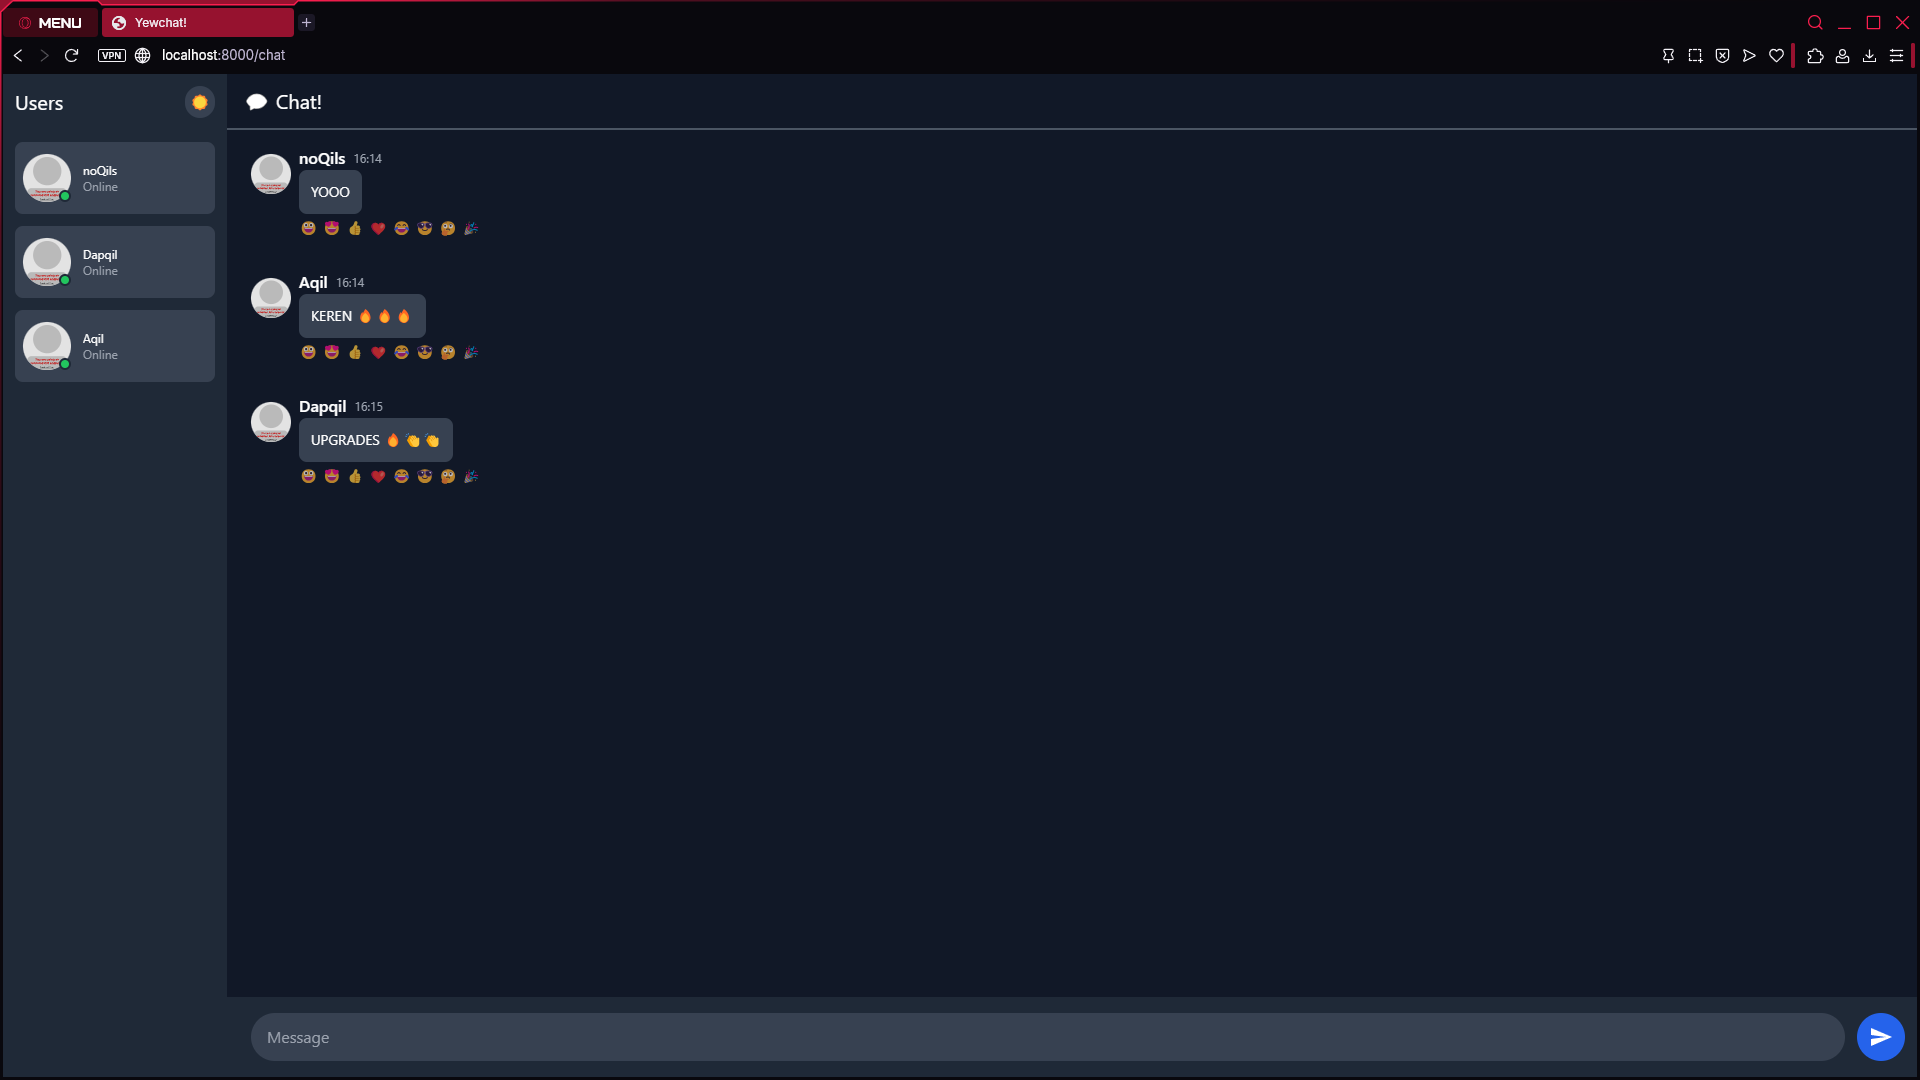 MENU
Yewchat!
VPN
localhost:8000/chat
Users
noQils
Online
Dapqil
Online
Aqil
Online
💬 Chat!
noQils 16:14
YOOO
Aqil 16:14
KEREN 🔥 🔥 🔥
Dapqil 16:15
UPGRADES 🔥 👏 👏
Message